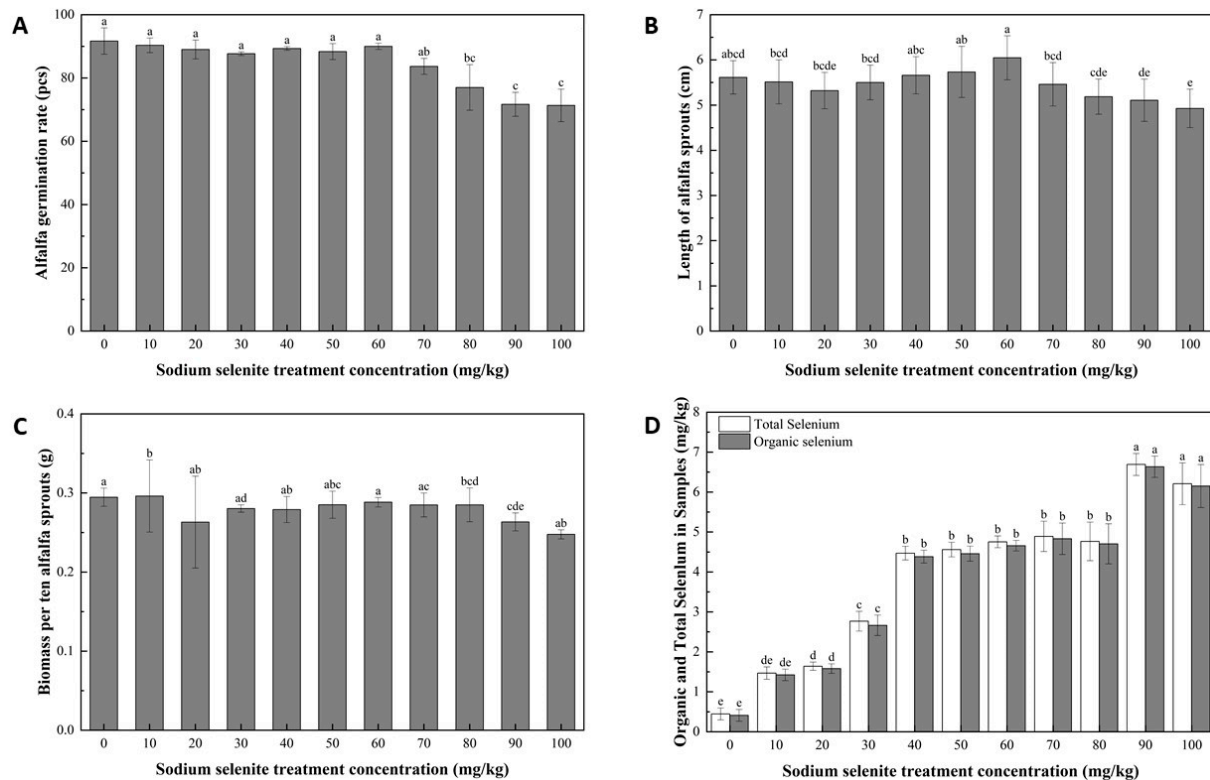 A
Alfalfa germination rate (pcs)
100
80
60
40
20
0
a a a a a a a ab bc c c
0 10 20 30 40 50 60 70 80 90 100
Sodium selenite treatment concentration (mg/kg)
B
Length of alfalfa sprouts (cm)
7
6
5
4
3
2
1
0
abcd bcd bcde bcd abc ab a bcd cde de e
0 10 20 30 40 50 60 70 80 90 100
Sodium selenite treatment concentration (mg/kg)
C
Biomass per ten alfalfa sprouts (g)
0.4
0.3
0.2
0.1
0.0
a b ab ad ab abc a ac bcd cde ab
0 10 20 30 40 50 60 70 80 90 100
Sodium selenite treatment concentration (mg/kg)
D
Organic and Total Selenlum in Samples (mg/kg)
8
7
6
5
4
3
2
1
0
Total Selenium
Organic selenium
e e de de d d c c b b b b b b b b b b a a a a
0 10 20 30 40 50 60 70 80 90 100
Sodium selenite treatment concentration (mg/kg)